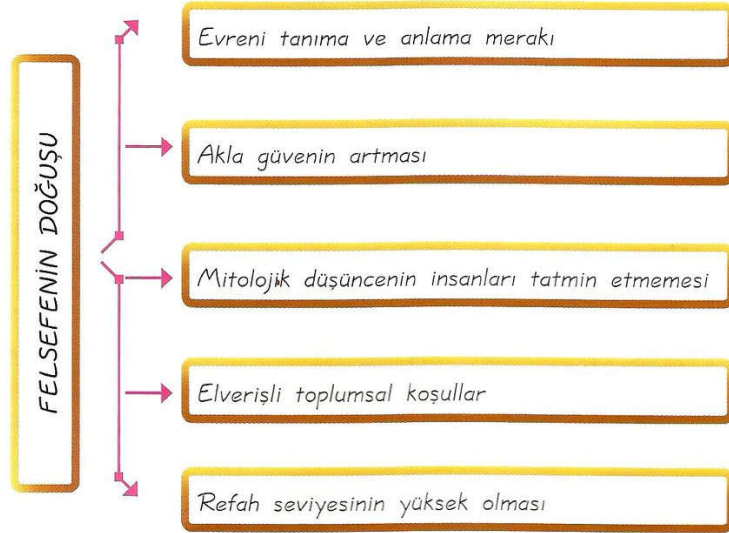 FELSEFENİN DOĞUŞU
Evreni tanıma ve anlama merakı
Akla güvenin artması
Mitolojik düşüncenin insanları tatmin etmemesi
Elverişli toplumsal koşullar
Refah seviyesinin yüksek olması